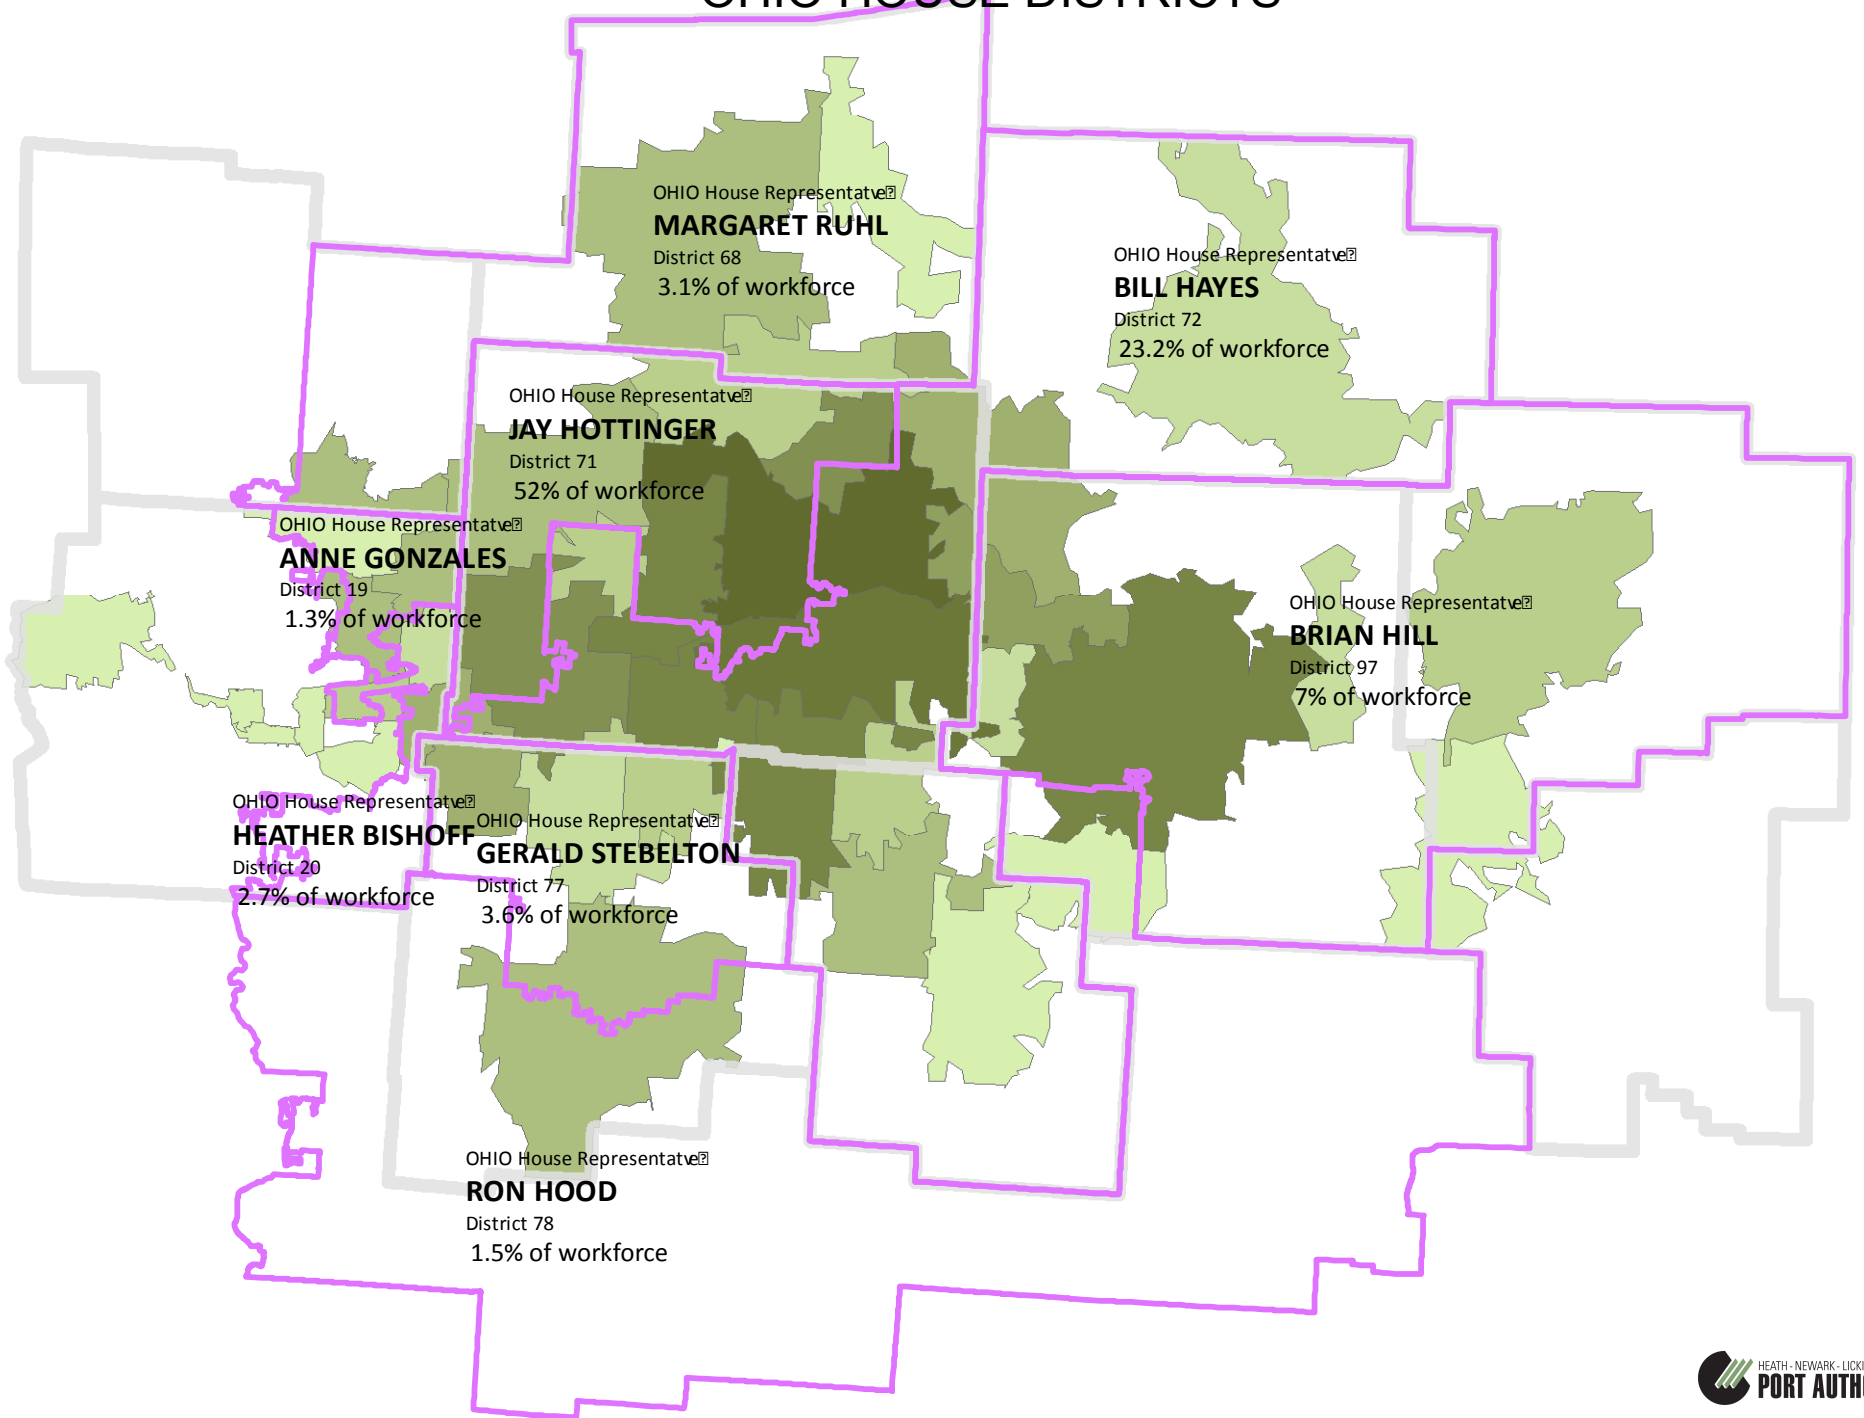 OHIO HOUSE DISTRICTS
OHIO House Representatve
MARGARET RUHL
District 68
3.1% of workforce
OHIO House Representatve
BILL HAYES
District 72
23.2% of workforce
OHIO House Representatve
JAY HOTTINGER
District 71
52% of workforce
OHIO House Representatve
ANNE GONZALES
District 19
1.3% of workforce
OHIO House Representatve
BRIAN HILL
District 97
7% of workforce
OHIO House Representatve
HEATHER BISHOFF
District 20
2.7% of workforce
OHIO House Representatve
GERALD STEBELTON
District 77
3.6% of workforce
OHIO House Representatve
RON HOOD
District 78
1.5% of workforce
HEATH - NEWARK - LICKI
PORT AUTHO